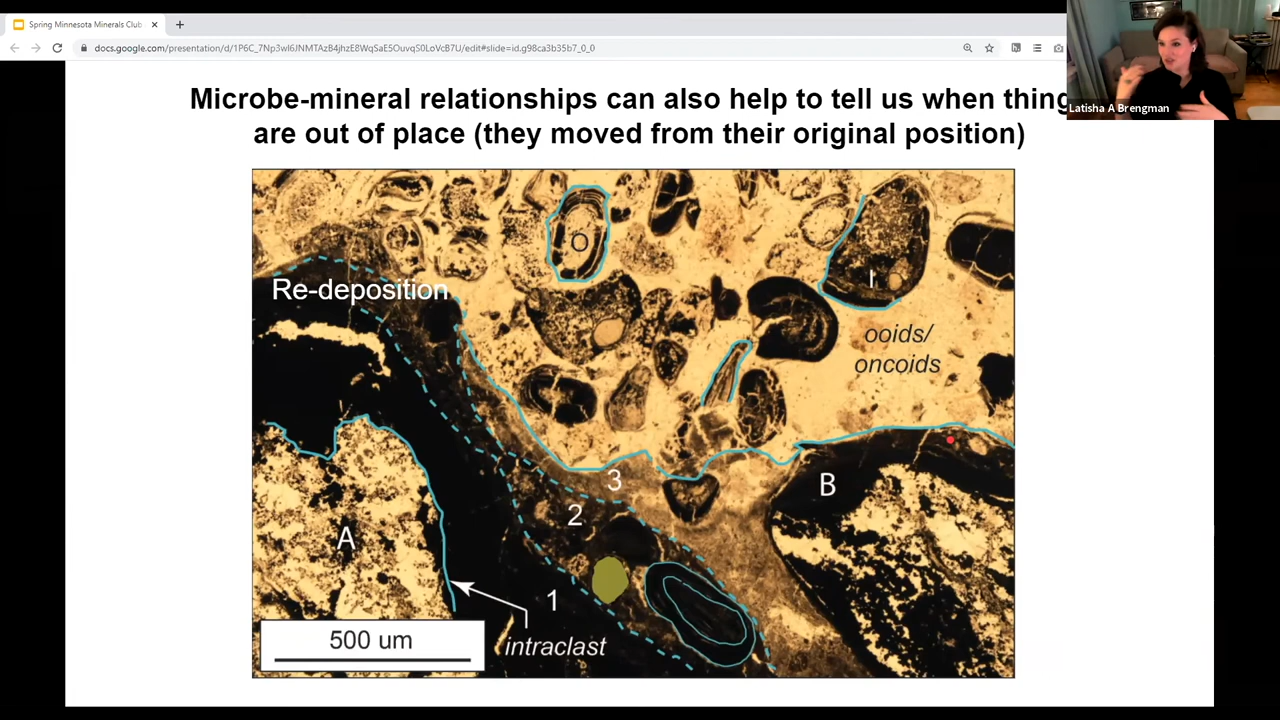 Spring Minnesota Minerals Club
docs.google.com/presentation/d/1P6C_7Np3wl6JNMTAzB4jhzE8WqSaE5OuvqS0LoVcB7U/edit#slide=id.g98ca3b35b7_0_0
Latisha A Brengman
Microbe-mineral relationships can also help to tell us when thing
are out of place (they moved from their original position)
O
I
Re-deposition
ooids/
oncoids
3
B
2
A
1
intraclast
500 um